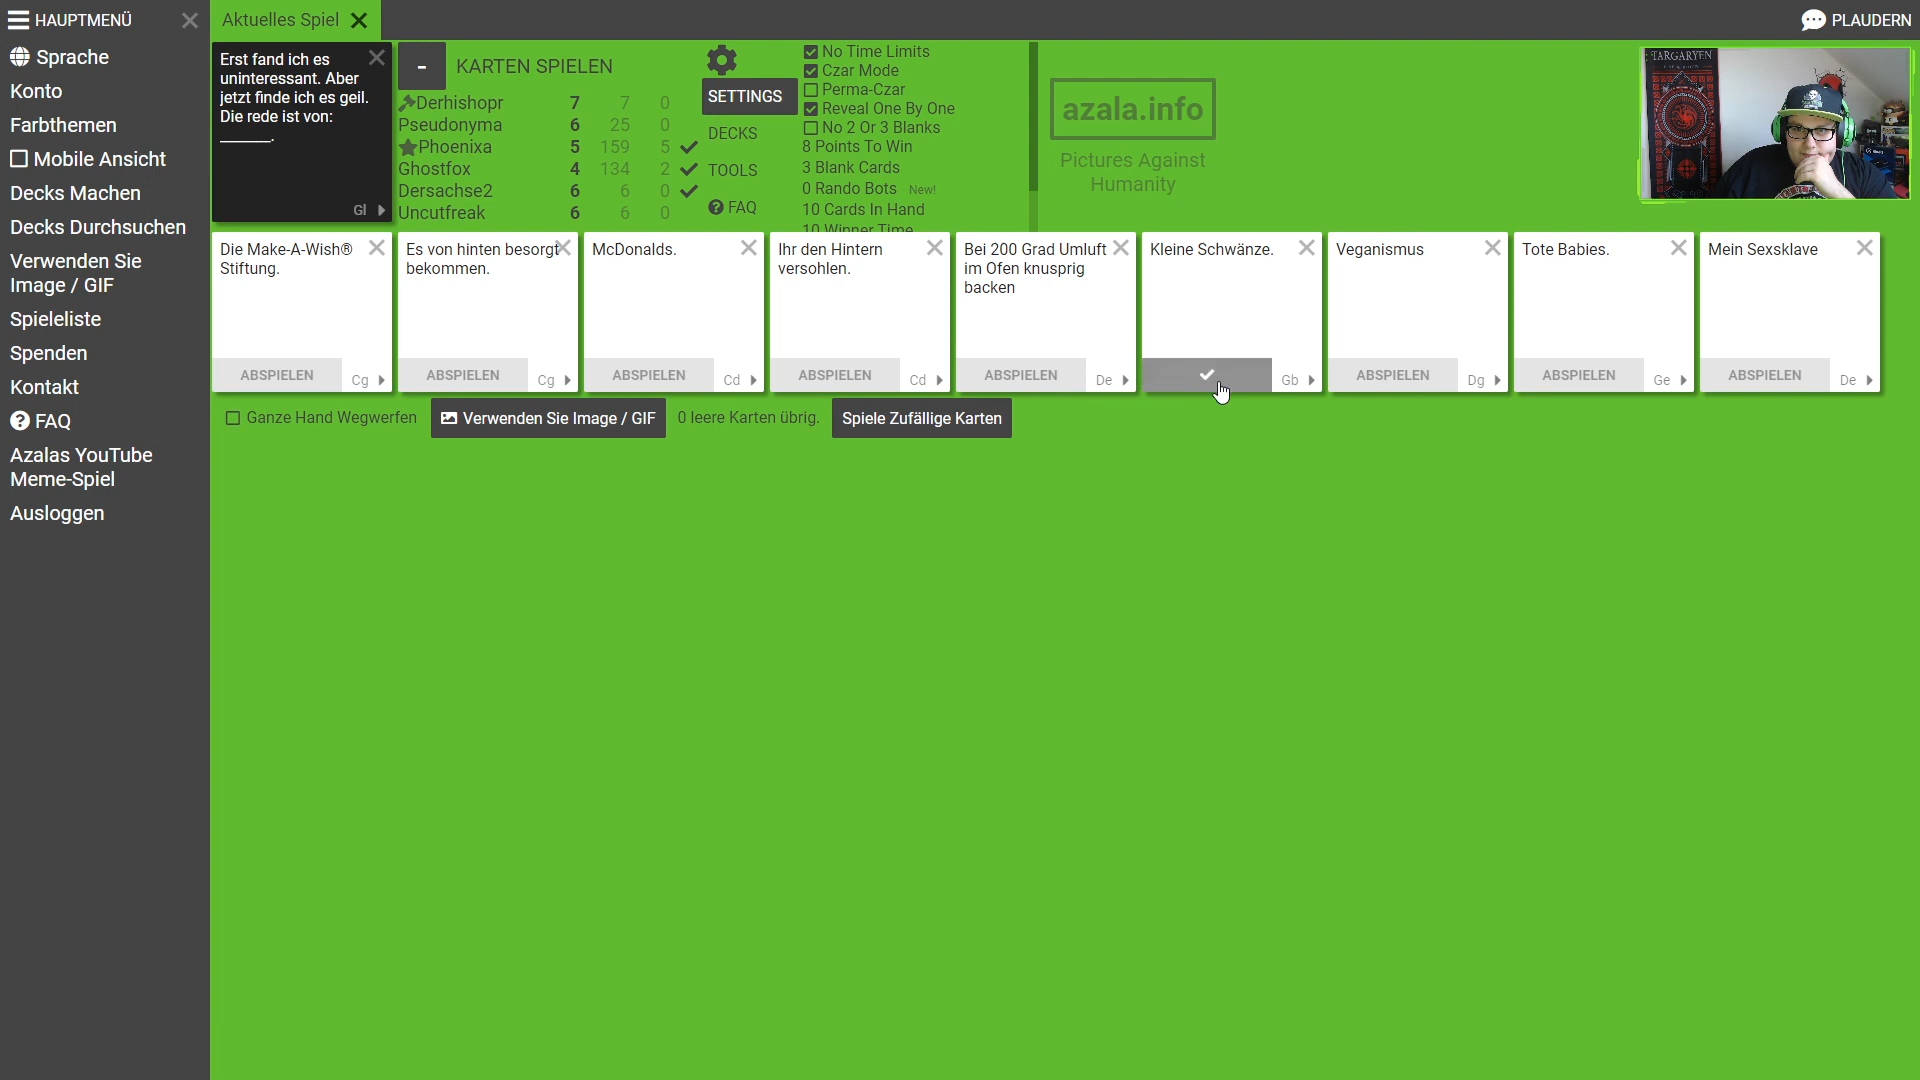 HAUPTMENÜ
Aktuelles Spiel
PLAUDERN
Sprache
Konto
Farbthemen
Mobile Ansicht
Decks Machen
Decks Durchsuchen
Verwenden Sie
Image / GIF
Spieleliste
Spenden
Kontakt
FAQ
Azalas YouTube
Meme-Spiel
Ausloggen
Erst fand ich es
uninteressant. Aber
jetzt finde ich es geil.
Die rede ist von:
______.
Gl
-
KARTEN SPIELEN
Derhishopr 7 7 0
Pseudonyma 6 25 0
Phoenixa 5 159 5
Ghostfox 4 134 2
Dersachse2 6 6 0
Uncutfreak 6 6 0
SETTINGS
DECKS
TOOLS
FAQ
No Time Limits
Czar Mode
Perma-Czar
Reveal One By One
No 2 Or 3 Blanks
8 Points To Win
3 Blank Cards
0 Rando Bots New!
10 Cards In Hand
10 Winner Time
azala.info
Pictures Against
Humanity
TARGARYEN
Die Make-A-Wish®
Stiftung.
ABSPIELEN
Cg
Es von hinten besorgt
bekommen.
ABSPIELEN
Cg
McDonalds.
ABSPIELEN
Cd
Ihr den Hintern
versohlen.
ABSPIELEN
Cd
Bei 200 Grad Umluft
im Ofen knusprig
backen
ABSPIELEN
De
Kleine Schwänze.
Gb
Veganismus
ABSPIELEN
Dg
Tote Babies.
ABSPIELEN
Ge
Mein Sexsklave
ABSPIELEN
De
Ganze Hand Wegwerfen
Verwenden Sie Image / GIF
0 leere Karten übrig.
Spiele Zufällige Karten